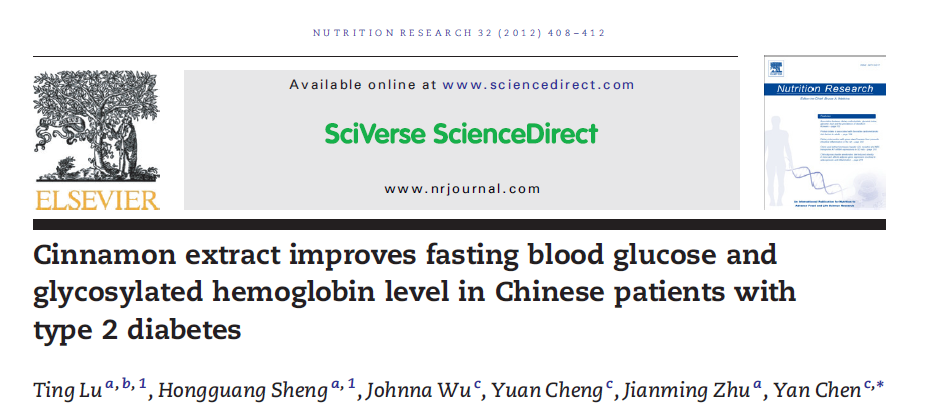 NUTRITION RESEARCH 32 (2012) 408–412
Available online at www.sciencedirect.com
SciVerse ScienceDirect
www.nrjournal.com
ELSEVIER
Nutrition Research
Cinnamon extract improves fasting blood glucose and
glycosylated hemoglobin level in Chinese patients with
type 2 diabetes
Ting Lu a,b,1, Hongguang Sheng a,1, Johnna Wu c, Yuan Cheng c, Jianming Zhu a, Yan Chen c,*